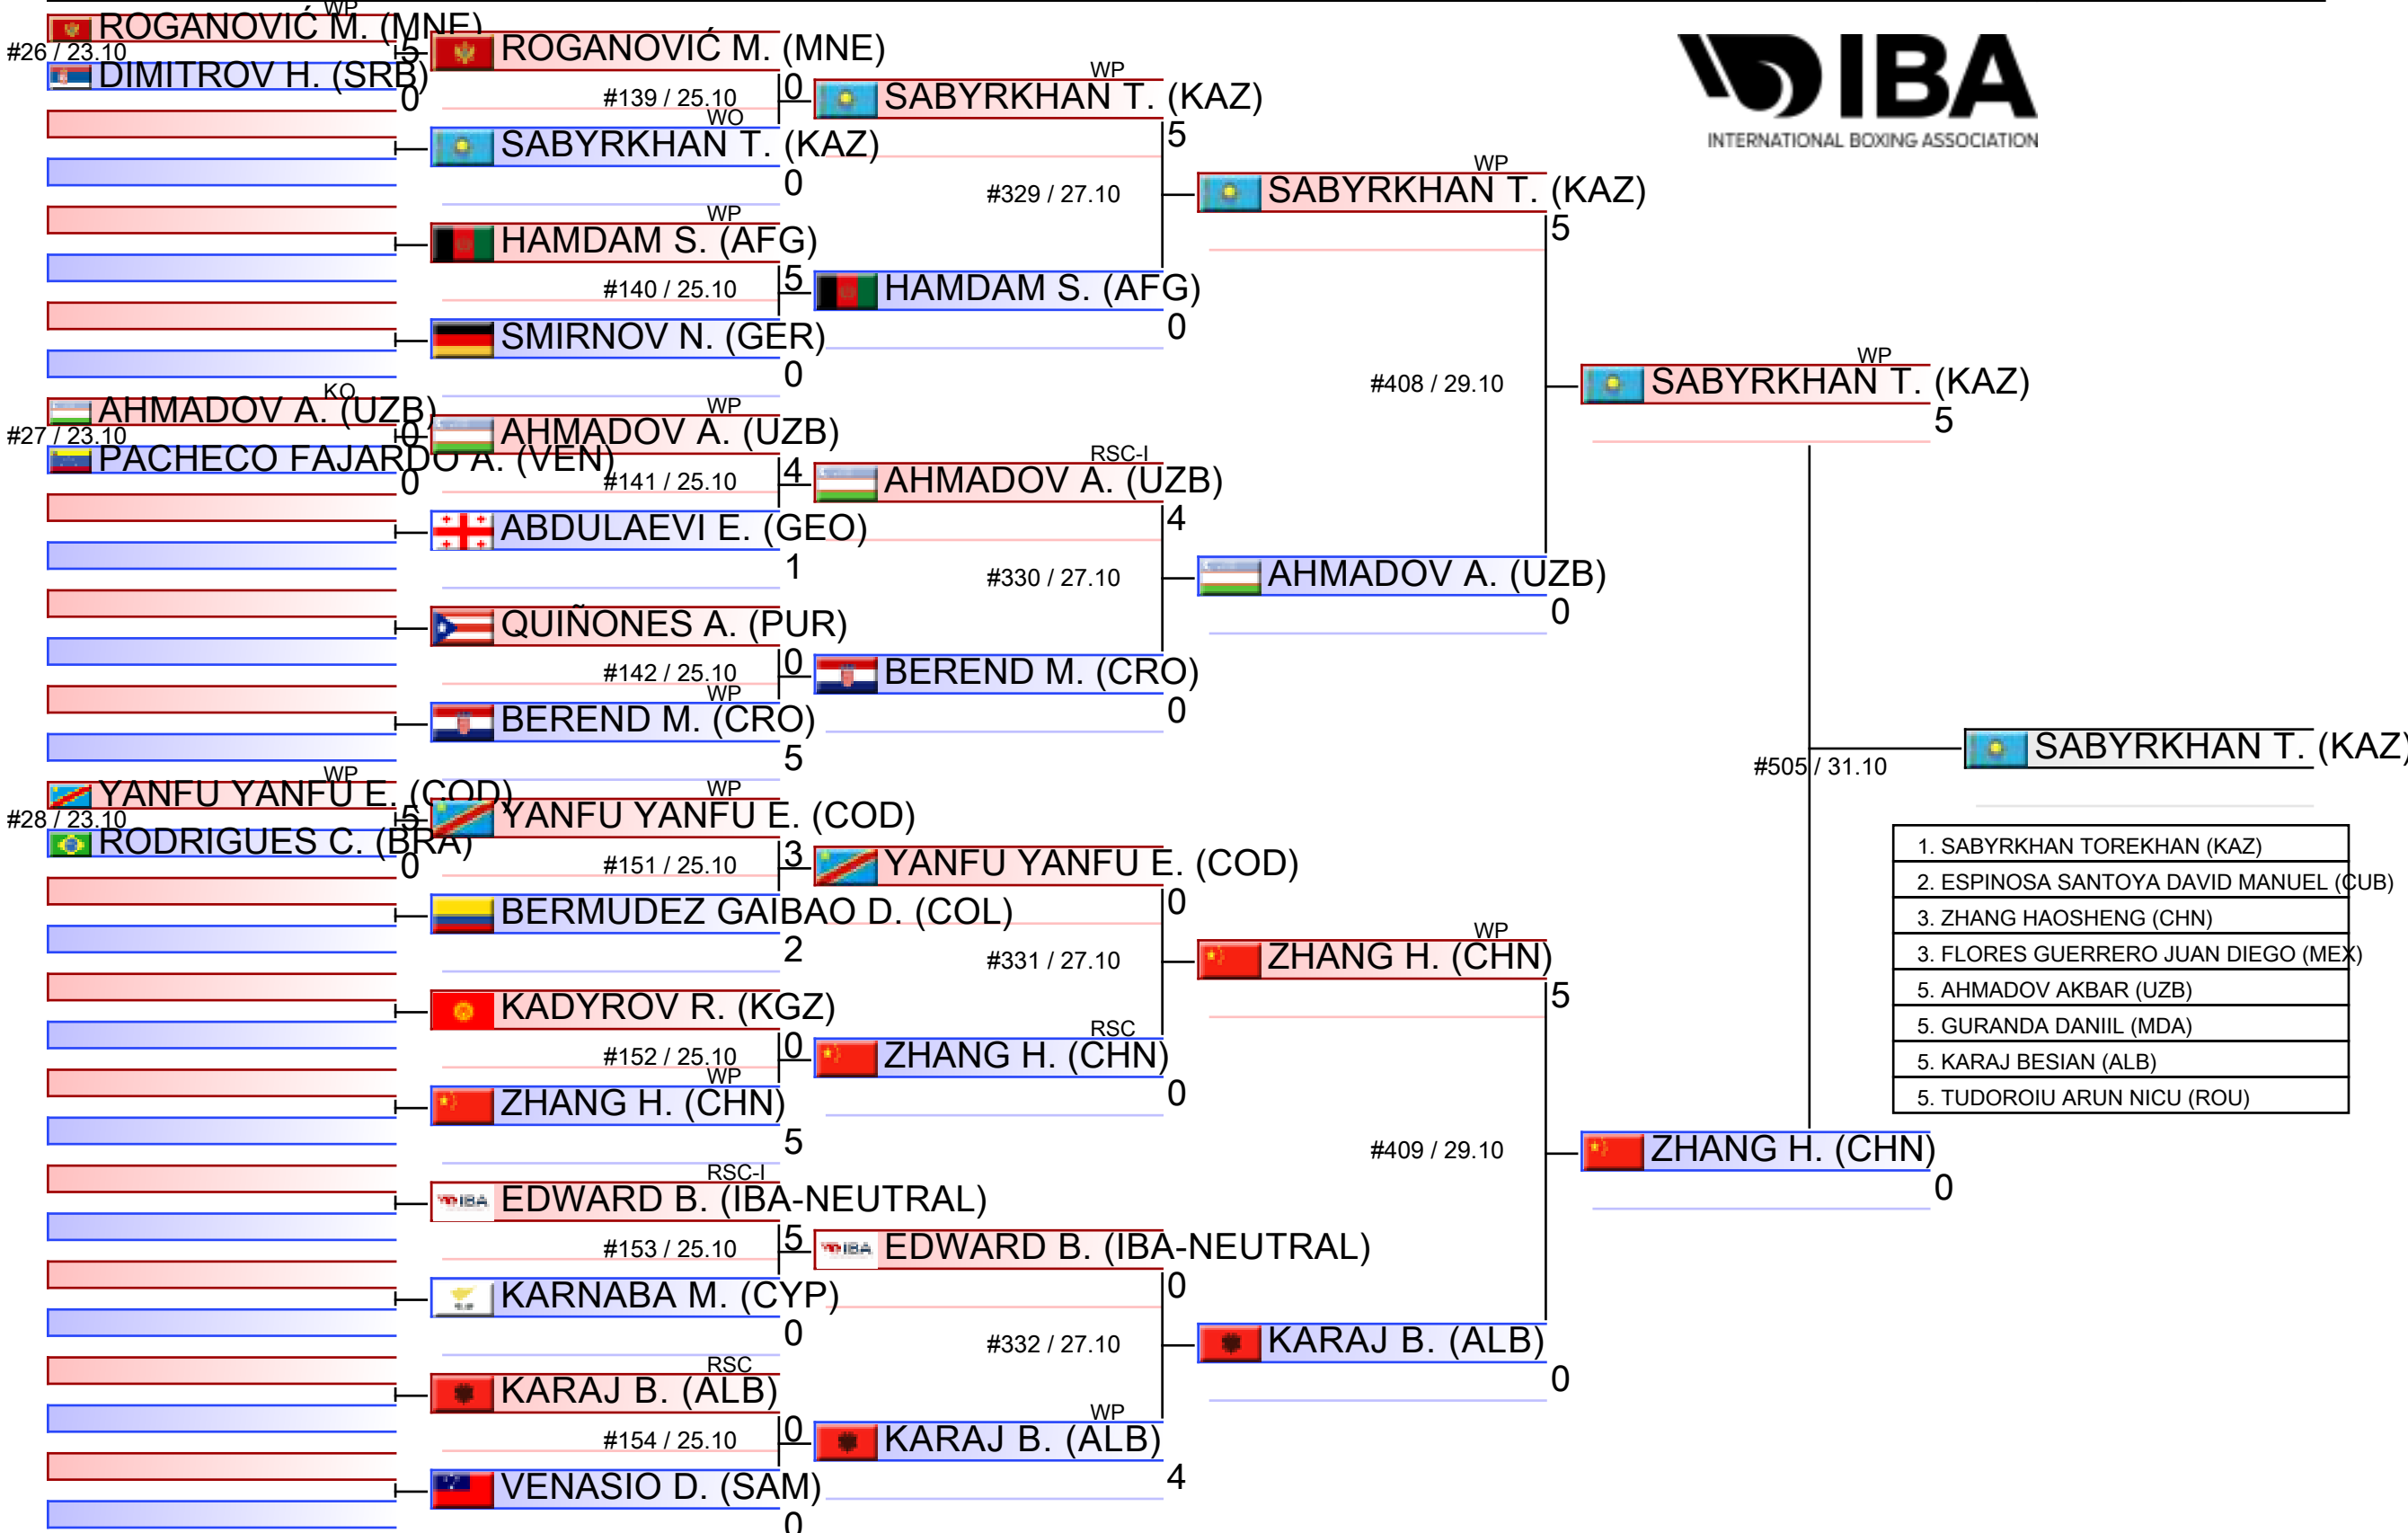 WP
ROGANOVIĆ M. (MNE)
5
#26 / 23.10
DIMITROV H. (SRB)
0
AHMADOV A. (UZB)
KO
0
#27 / 23.10
PACHECO FAJARDO A. (VEN)
0
WP
YANFU YANFU E. (COD)
5
#28 / 23.10
RODRIGUES C. (BRA)
0
ROGANOVIĆ M. (MNE)
0
#139 / 25.10
WO
SABYRKHAN T. (KAZ)
0
WP
HAMDAM S. (AFG)
5
#140 / 25.10
SMIRNOV N. (GER)
0
WP
AHMADOV A. (UZB)
4
#141 / 25.10
ABDULAEVI E. (GEO)
1
QUIÑONES A. (PUR)
0
#142 / 25.10
WP
BEREND M. (CRO)
5
WP
YANFU YANFU E. (COD)
3
#151 / 25.10
BERMUDEZ GAIBAO D. (COL)
2
KADYROV R. (KGZ)
0
#152 / 25.10
WP
ZHANG H. (CHN)
5
RSC-I
IBA
EDWARD B. (IBA-NEUTRAL)
5
#153 / 25.10
KARNABA M. (CYP)
0
RSC
KARAJ B. (ALB)
0
#154 / 25.10
VENASIO D. (SAM)
0
WP
SABYRKHAN T. (KAZ)
5
#329 / 27.10
HAMDAM S. (AFG)
0
RSC-I
AHMADOV A. (UZB)
4
#330 / 27.10
BEREND M. (CRO)
0
YANFU YANFU E. (COD)
0
#331 / 27.10
RSC
ZHANG H. (CHN)
0
IBA
EDWARD B. (IBA-NEUTRAL)
0
#332 / 27.10
WP
KARAJ B. (ALB)
4
WP
SABYRKHAN T. (KAZ)
5
#408 / 29.10
AHMADOV A. (UZB)
0
WP
ZHANG H. (CHN)
5
#409 / 29.10
KARAJ B. (ALB)
0
WP
SABYRKHAN T. (KAZ)
5
#505 / 31.10
ZHANG H. (CHN)
0
SABYRKHAN T. (KAZ)
IBA
INTERNATIONAL BOXING ASSOCIATION
1. SABYRKHAN TOREKHAN (KAZ)
2. ESPINOSA SANTOYA DAVID MANUEL (CUB)
3. ZHANG HAOSHENG (CHN)
3. FLORES GUERRERO JUAN DIEGO (MEX)
5. AHMADOV AKBAR (UZB)
5. GURANDA DANIIL (MDA)
5. KARAJ BESIAN (ALB)
5. TUDOROIU ARUN NICU (ROU)